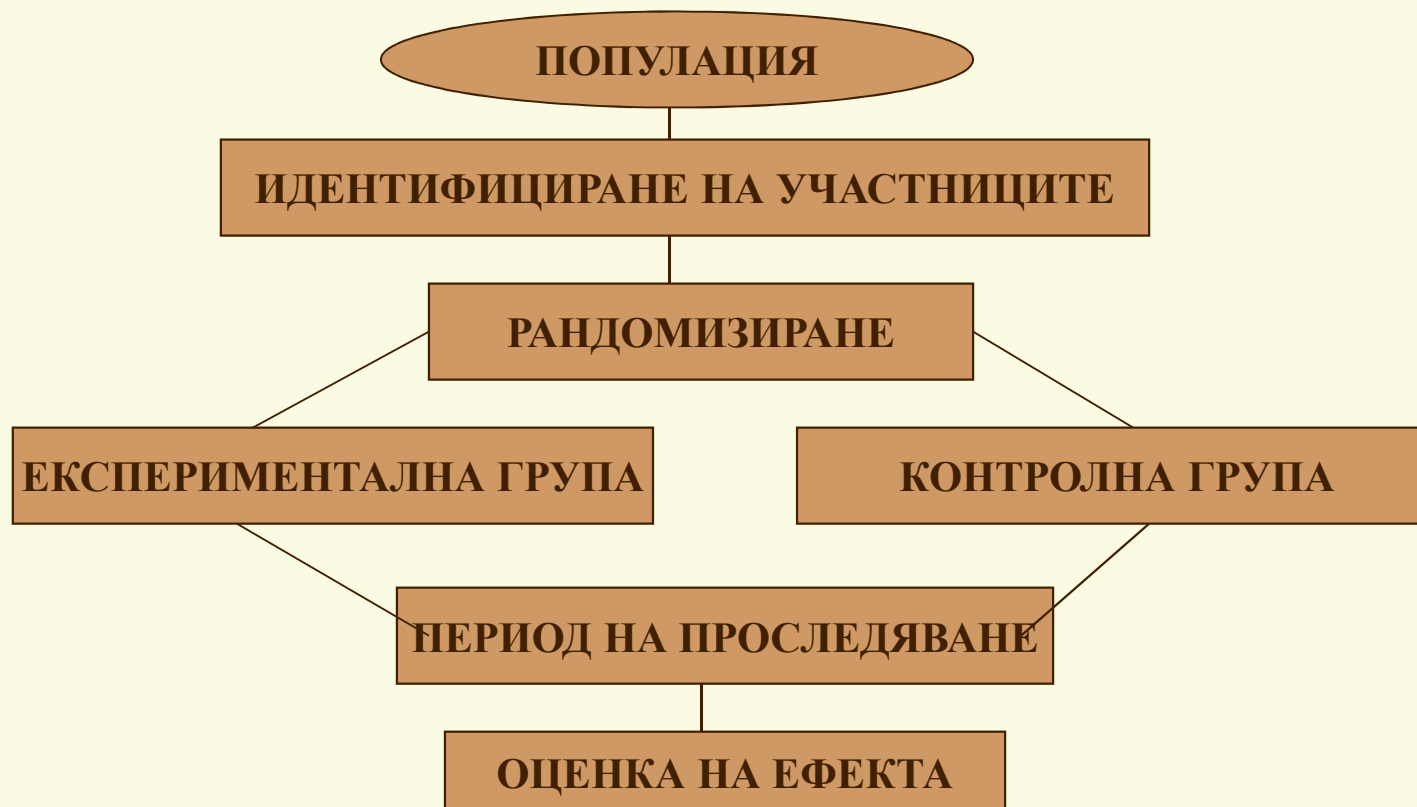 ПОПУЛАЦИЯ
ИДЕНТИФИЦИРАНЕ НА УЧАСТНИЦИТЕ
РАНДОМИЗИРАНЕ
ЕКСПЕРИМЕНТАЛНА ГРУПА
КОНТРОЛНА ГРУПА
ПЕРИОД НА ПРОСЛЕДЯВАНЕ
ОЦЕНКА НА ЕФЕКТА